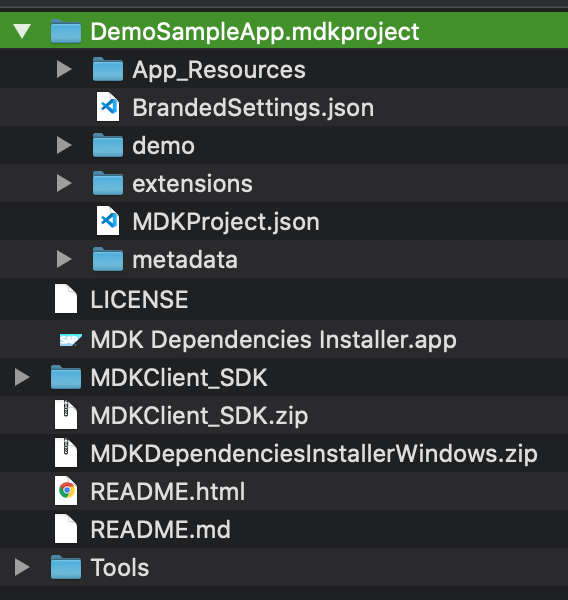 DemoSampleApp.mdkproject
App_Resources
BrandedSettings.json
demo
extensions
MDKProject.json
metadata
LICENSE
SAP MDK Dependencies Installer.app
MDKClient_SDK
MDKClient_SDK.zip
MDKDependenciesInstallerWindows.zip
README.html
README.md
Tools